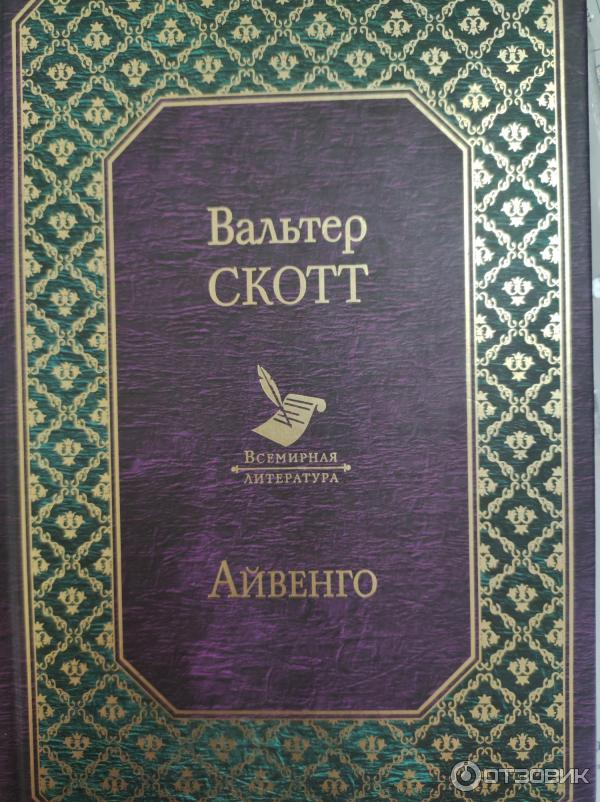 Вальтер
СКОТТ
Всемирная
литература
Айвенго
ОТЗОВИК